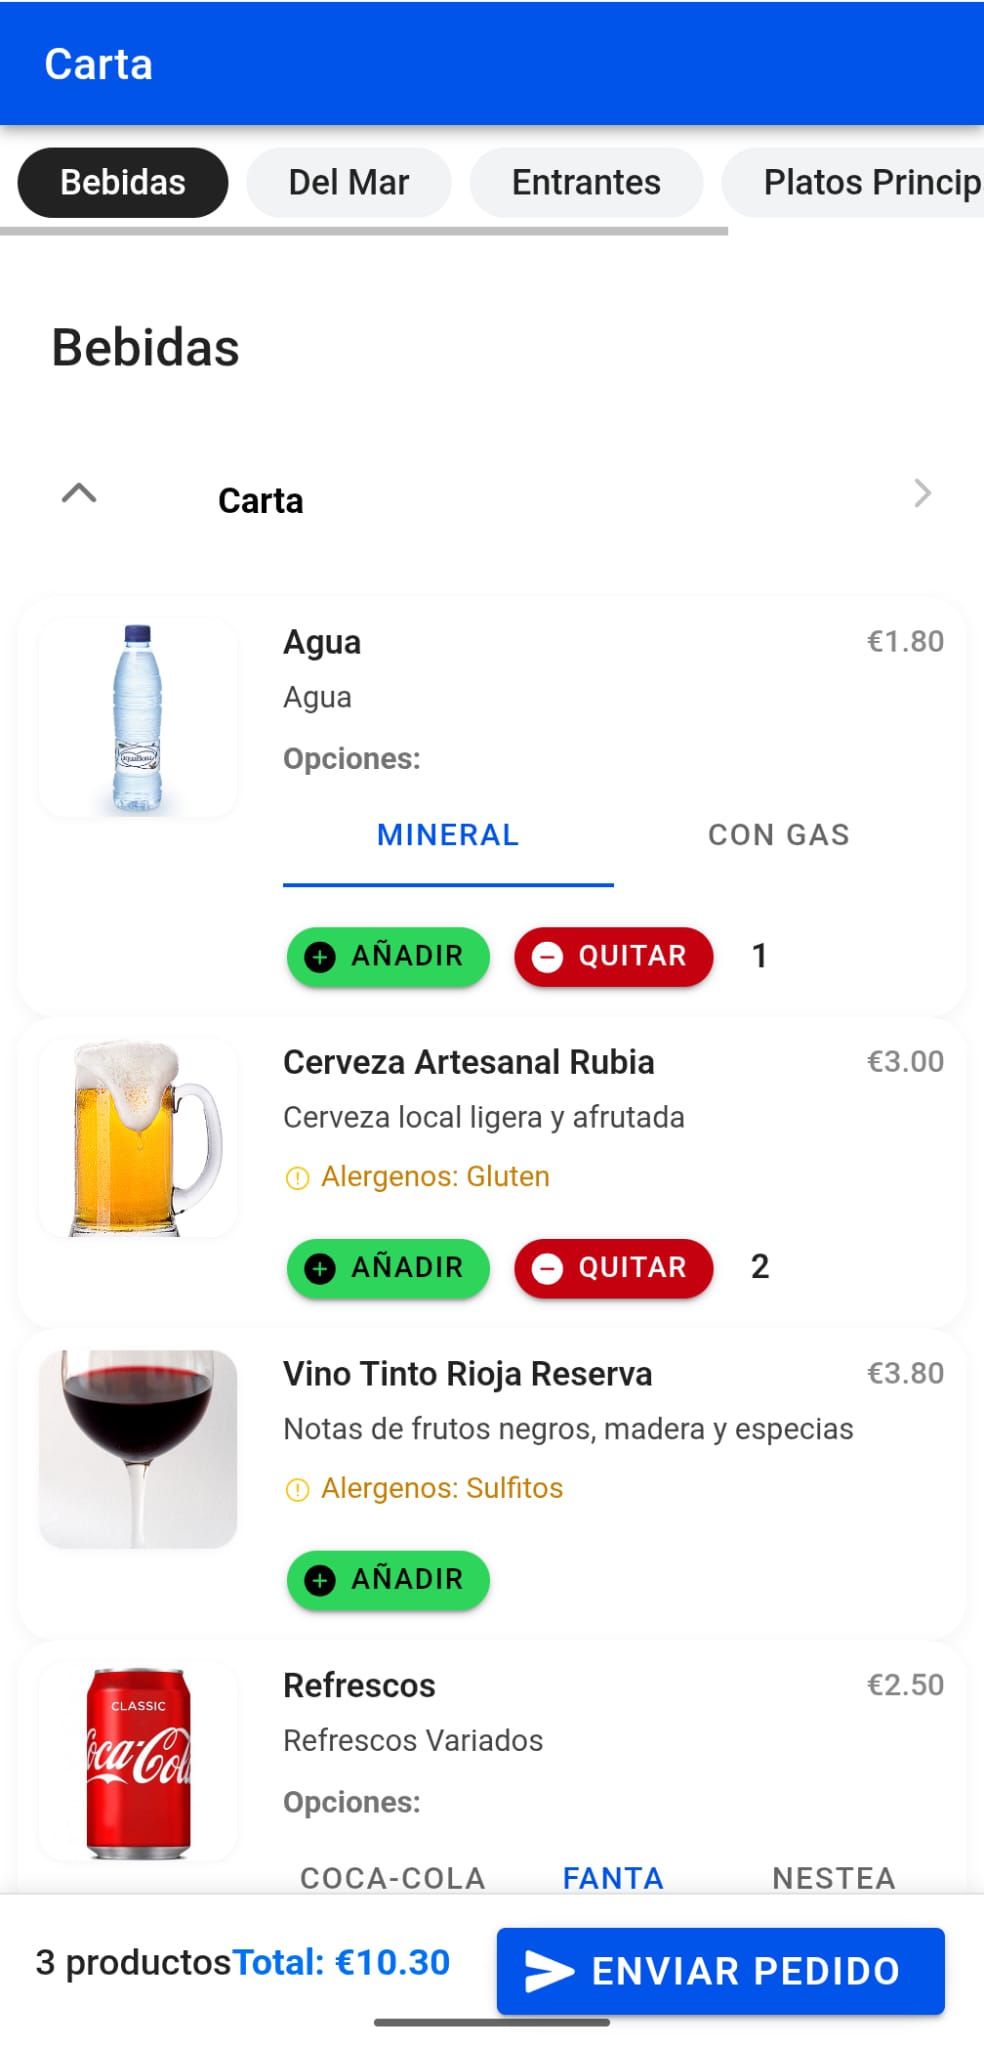 Carta
Bebidas Del Mar Entrantes Platos Princip
Bebidas
Carta
Agua €1.80
Agua
Opciones:
MINERAL CON GAS
AÑADIR QUITAR 1
Cerveza Artesanal Rubia €3.00
Cerveza local ligera y afrutada
Alergenos: Gluten
AÑADIR QUITAR 2
Vino Tinto Rioja Reserva €3.80
Notas de frutos negros, madera y especias
Alergenos: Sulfitos
AÑADIR
CLASSIC
Coca-Cola
Refrescos €2.50
Refrescos Variados
Opciones:
COCA-COLA FANTA NESTEA
3 productosTotal: €10.30 ENVIAR PEDIDO